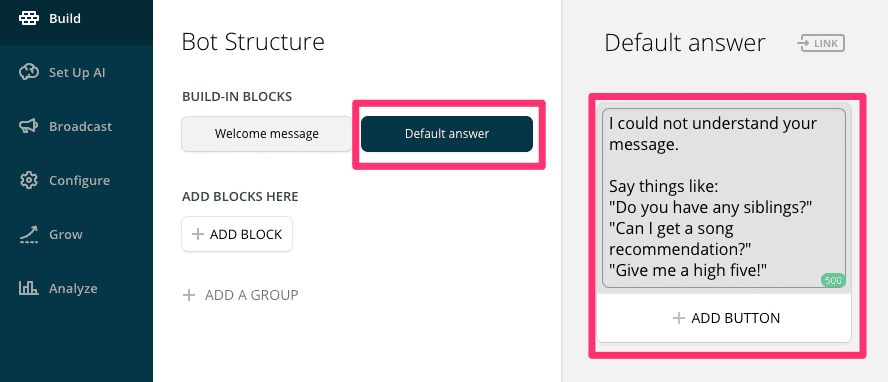 Build
Set Up AI
Broadcast
Configure
Grow
Analyze
Bot Structure
BUILD-IN BLOCKS
Welcome message
Default answer
ADD BLOCKS HERE
+ ADD BLOCK
+ ADD A GROUP
Default answer
LINK
I could not understand your
message.
Say things like:
"Do you have any siblings?"
"Can I get a song
recommendation?"
"Give me a high five!"
500
+ ADD BUTTON